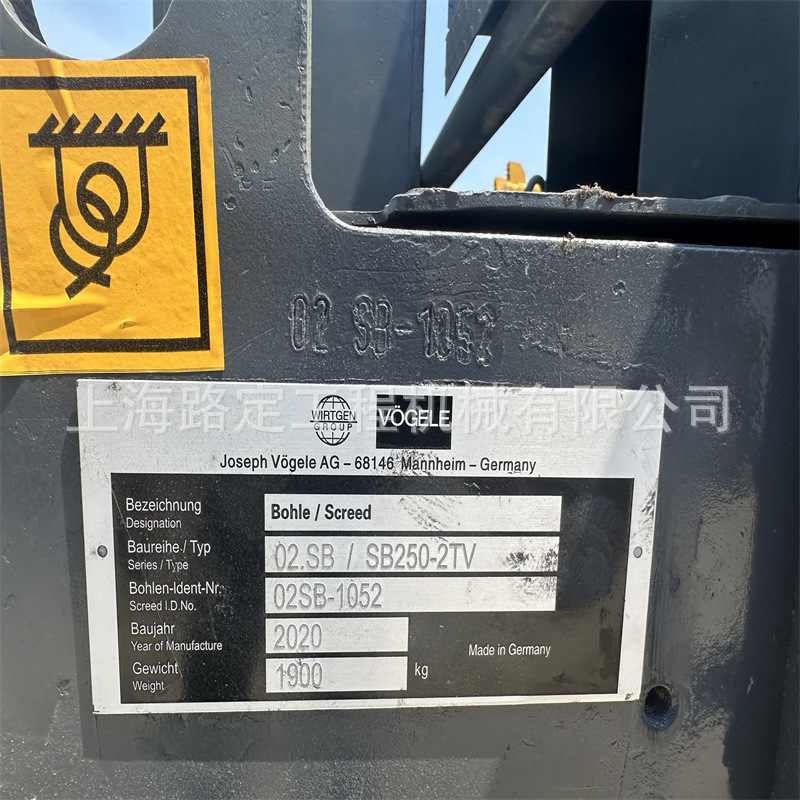 02 SB-1052
上海路定工程机械有限公司
WIRTGEN GROUP
VÖGELE
Joseph Vögele AG – 68146 Mannheim – Germany
Bezeichnung
Designation
Bohle / Screed
Baureihe / Typ
Series / Type
02.SB / SB250-2TV
Bohlen-Ident-Nr.
Screed I.D.No.
02SB-1052
Baujahr
Year of Manufacture
2020
Made in Germany
Gewicht
Weight
1900
kg